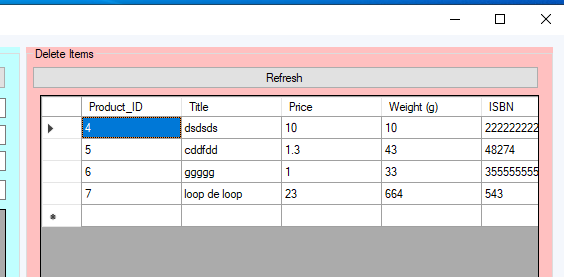 Delete Items
Refresh
Product_ID Title Price Weight (g) ISBN
4 dsdsds 10 10 222222222
5 cddfdd 1.3 43 48274
6 ggggg 1 33 355555555
7 loop de loop 23 664 543